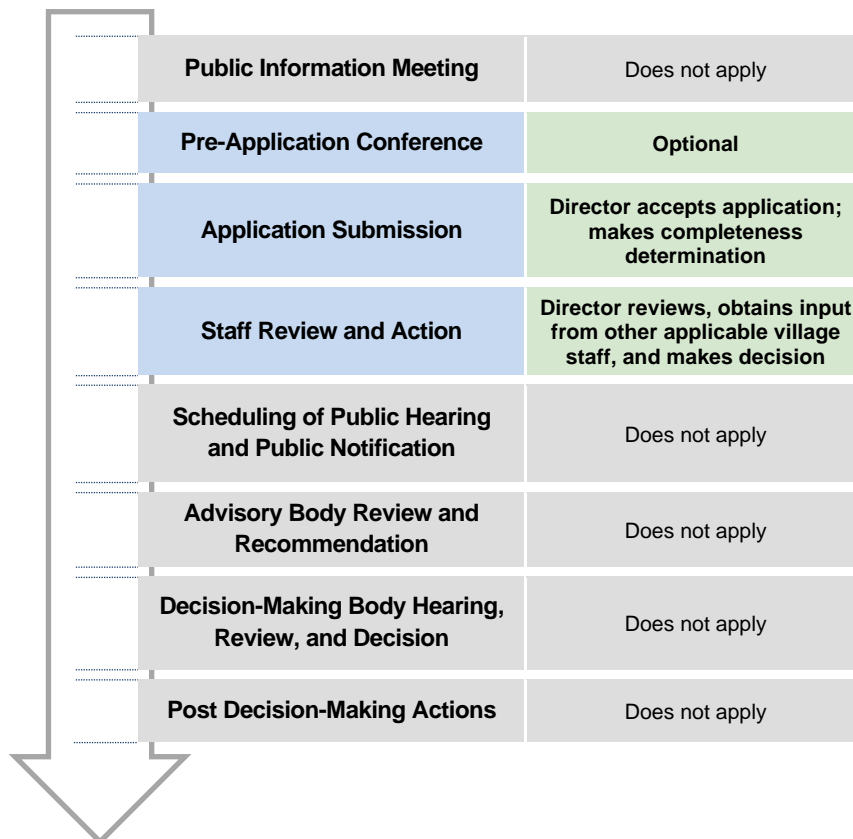 Public Information Meeting
Does not apply
Pre-Application Conference
Optional
Application Submission
Director accepts application;
makes completeness
determination
Staff Review and Action
Director reviews, obtains input
from other applicable village
staff, and makes decision
Scheduling of Public Hearing
and Public Notification
Does not apply
Advisory Body Review and
Recommendation
Does not apply
Decision-Making Body Hearing,
Review, and Decision
Does not apply
Post Decision-Making Actions
Does not apply